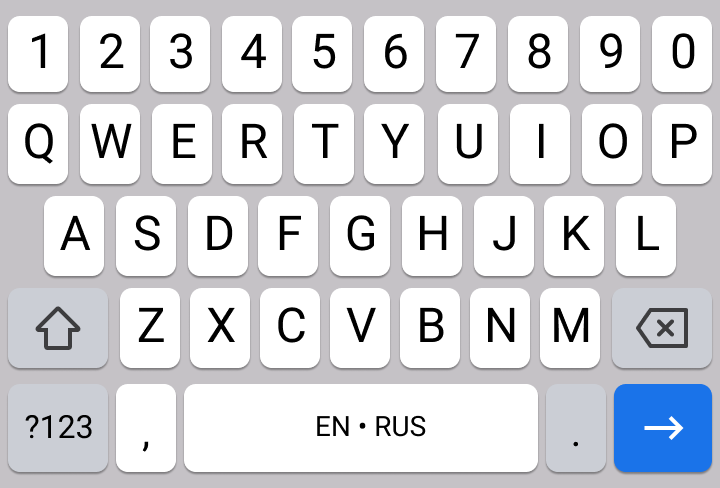 1 2 3 4 5 6 7 8 9 0
Q W E R T Y U I O P
A S D F G H J K L
Z X C V B N M
?123 , EN • RUS .